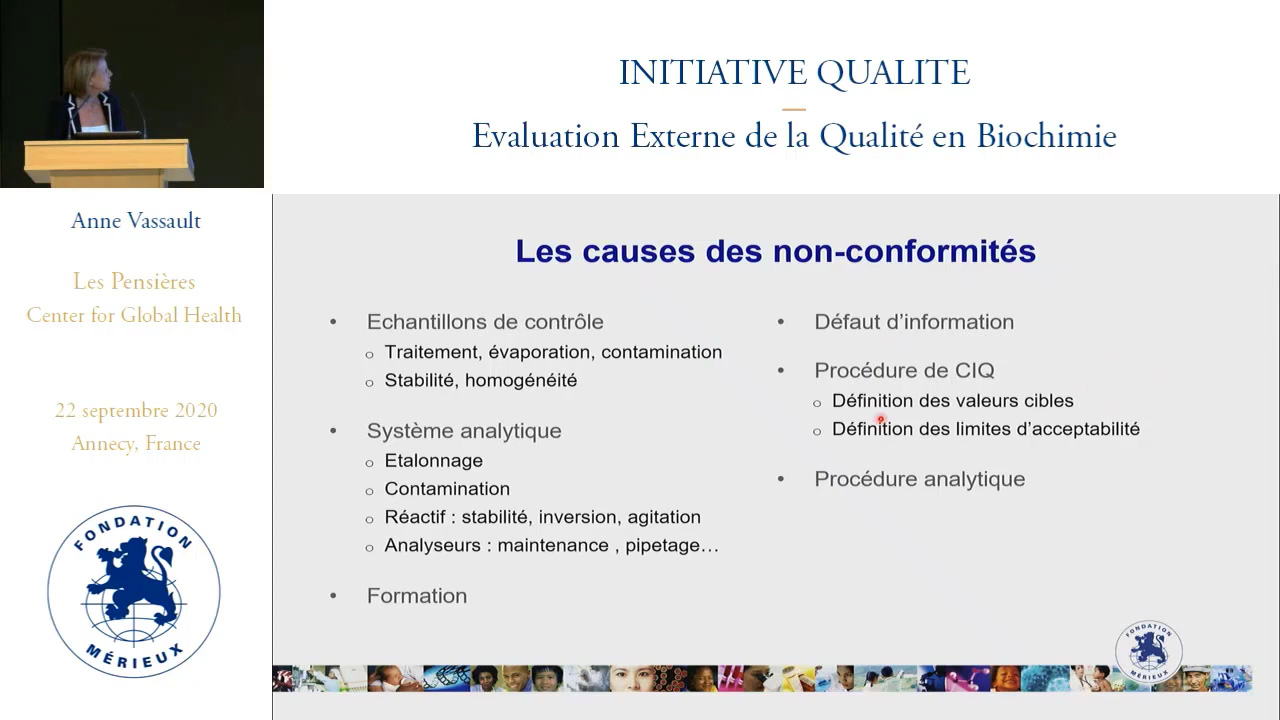 INITIATIVE QUALITE
Evaluation Externe de la Qualité en Biochimie
Anne Vassault
Les Pensières
Center for Global Health
22 septembre 2020
Annecy, France
FONDATION
MÉRIEUX
Les causes des non-conformités
• Echantillons de contrôle
o Traitement, évaporation, contamination
o Stabilité, homogénéité
• Système analytique
o Etalonnage
o Contamination
o Réactif : stabilité, inversion, agitation
o Analyseurs : maintenance , pipetage…
• Formation
• Défaut d’information
• Procédure de CIQ
o Définition des valeurs cibles
o Définition des limites d’acceptabilité
• Procédure analytique
FONDATION
MÉRIEUX